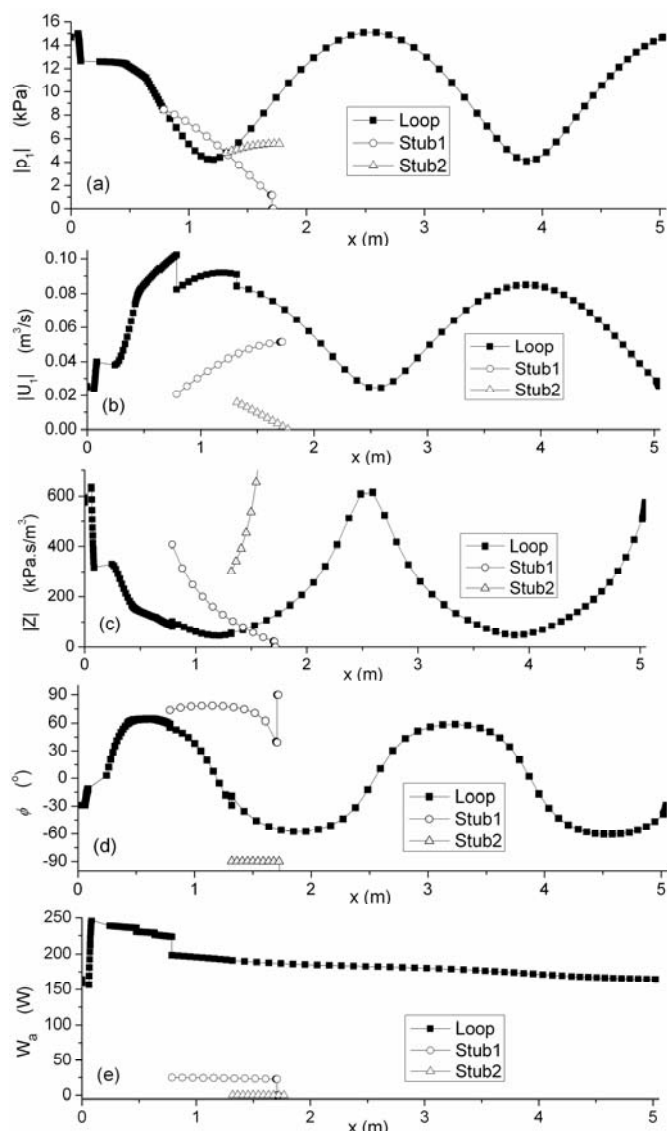 16
14
12
10
8
6
4
2
0
|p₁| (kPa)
Loop
Stub1
Stub2
(a)
0 1 2 3 4 5
x (m)
0.10
0.08
0.06
0.04
0.02
0.00
|U₁| (m³/s)
Loop
Stub1
Stub2
(b)
0 1 2 3 4 5
x (m)
600
400
200
0
|Z| (kPa.s/m³)
Loop
Stub1
Stub2
(c)
0 1 2 3 4 5
x (m)
90
60
30
0
-30
-60
-90
ϕ (°)
Loop
Stub1
Stub2
(d)
0 1 2 3 4 5
x (m)
250
200
150
100
50
0
Wₐ (W)
Loop
Stub1
Stub2
(e)
0 1 2 3 4 5
x (m)